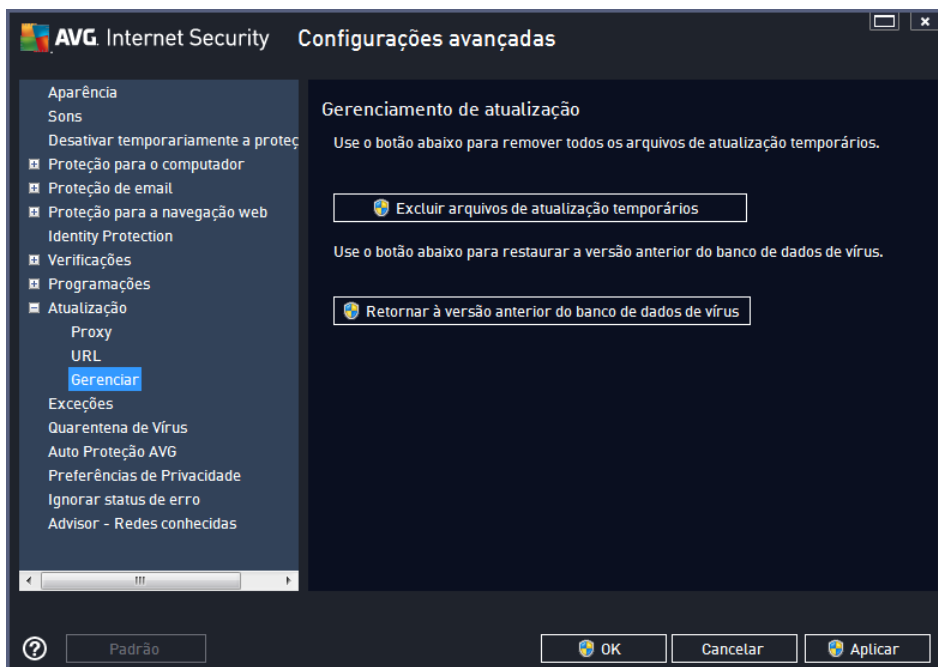 AVG. Internet Security
Configurações avançadas
Aparência
Sons
Desativar temporariamente a proteç
Proteção para o computador
Proteção de email
Proteção para a navegação web
Identity Protection
Verificações
Programações
Atualização
Proxy
URL
Gerenciar
Exceções
Quarentena de Vírus
Auto Proteção AVG
Preferências de Privacidade
Ignorar status de erro
Advisor - Redes conhecidas
Gerenciamento de atualização
Use o botão abaixo para remover todos os arquivos de atualização temporários.
Excluir arquivos de atualização temporários
Use o botão abaixo para restaurar a versão anterior do banco de dados de vírus.
Retornar à versão anterior do banco de dados de vírus
Padrão
OK
Cancelar
Aplicar